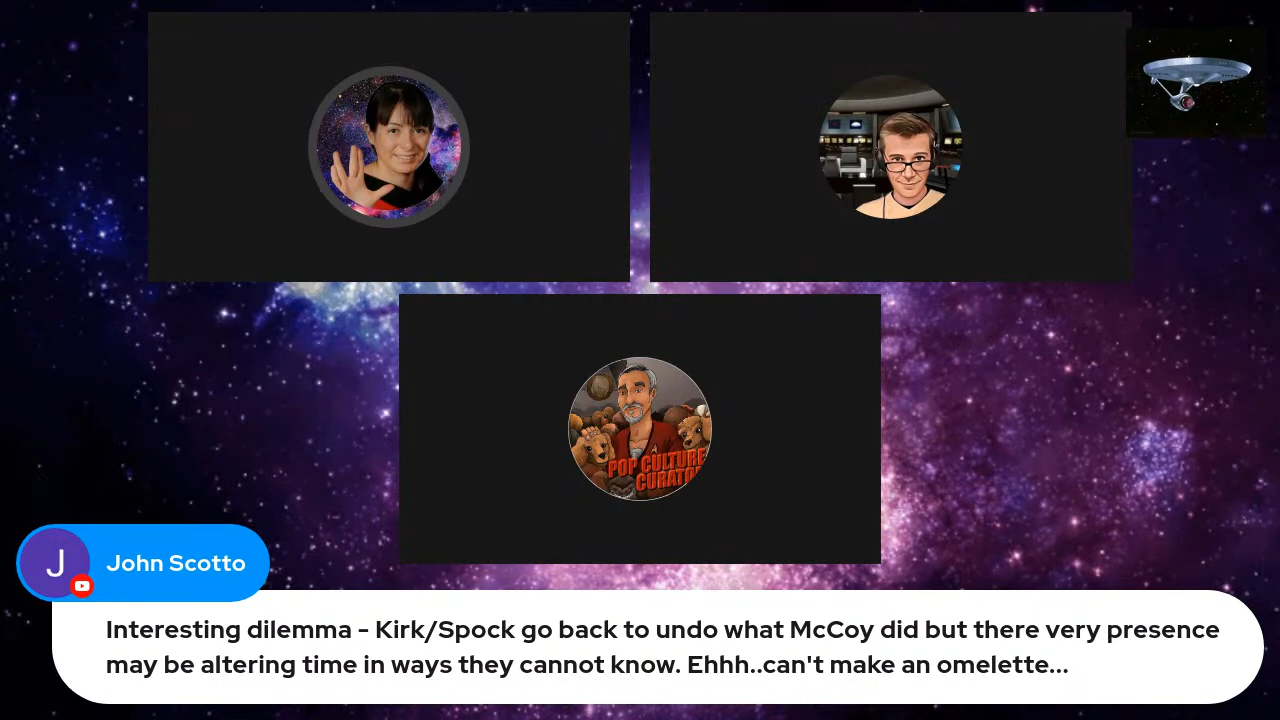 POP CULTURE
CURATO
J
John Scotto
Interesting dilemma - Kirk/Spock go back to undo what McCoy did but there very presence
may be altering time in ways they cannot know. Ehhh..can't make an omelette...